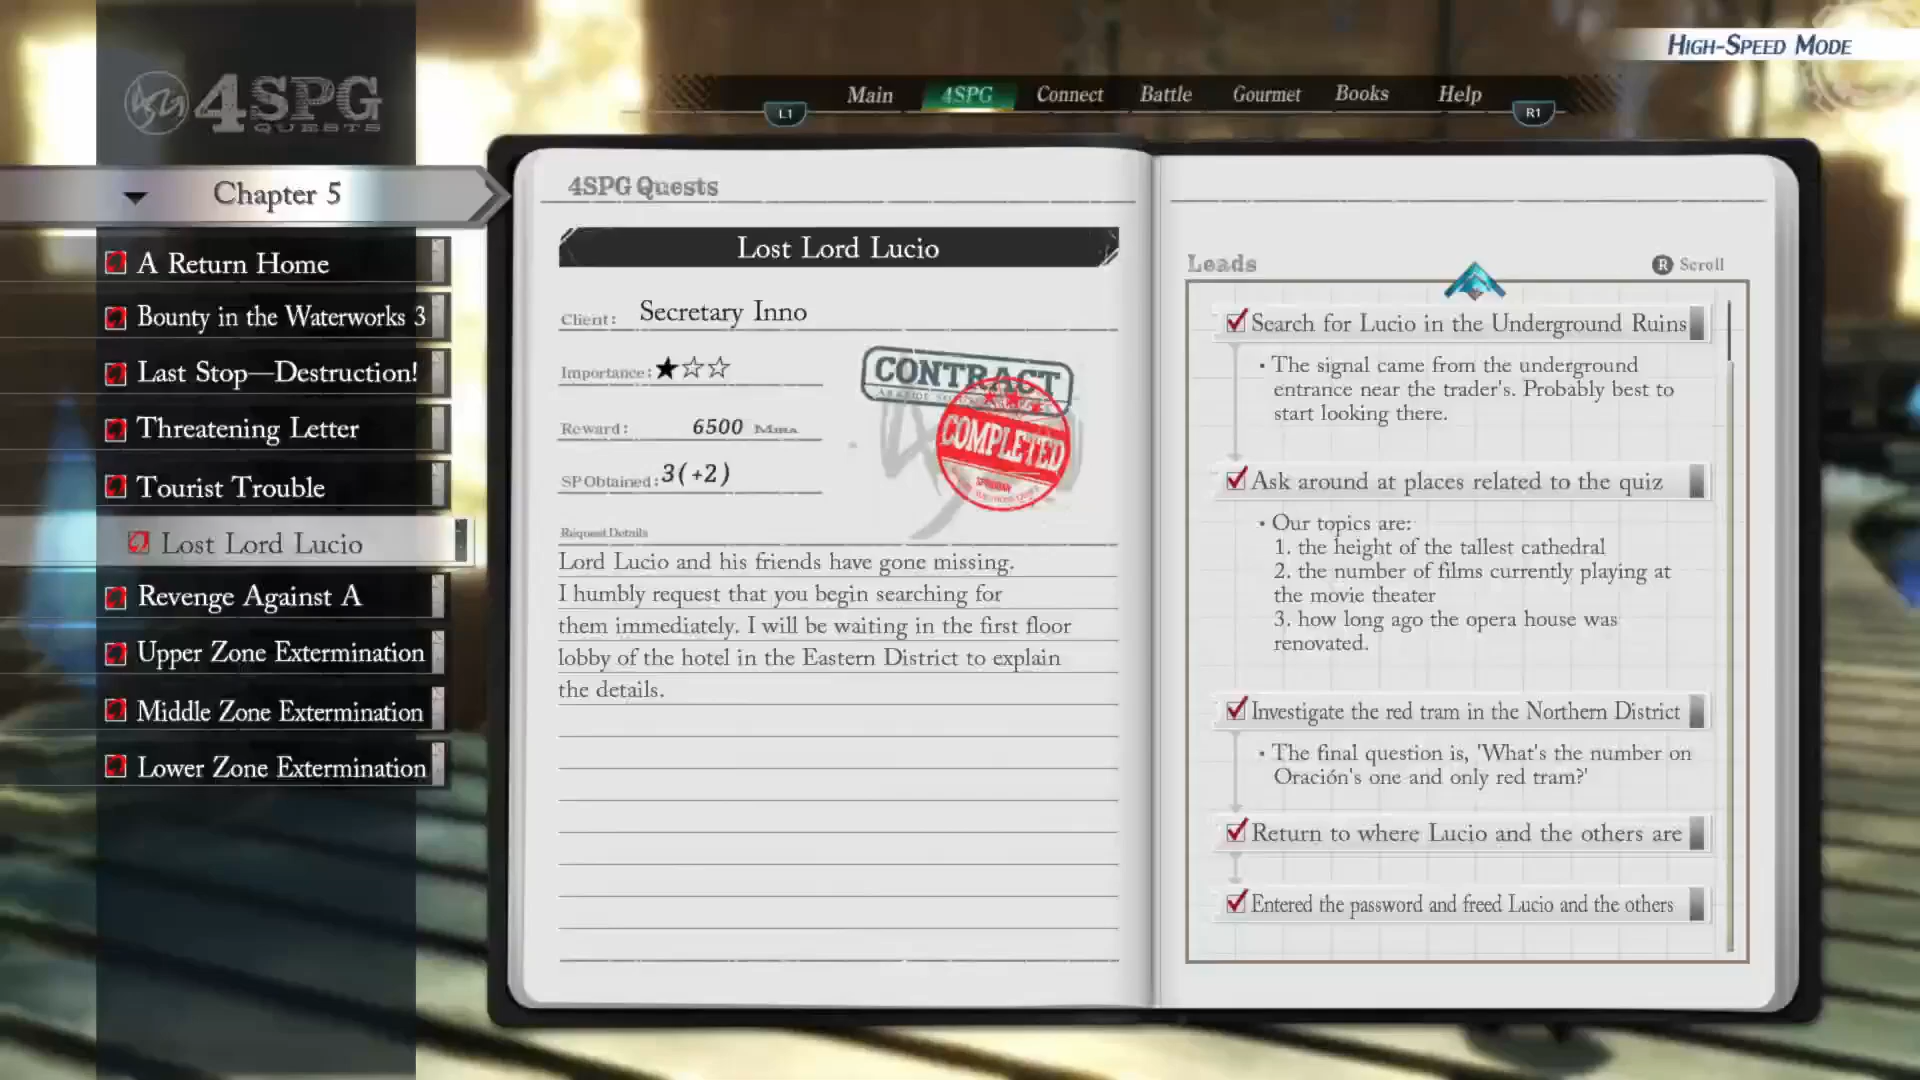 HIGH-SPEED MODE
4SPG
QUESTS
L1
Main
4SPG
Connect
Battle
Gourmet
Books
Help
R1
Chapter 5
A Return Home
Bounty in the Waterworks 3
Last Stop—Destruction!
Threatening Letter
Tourist Trouble
Lost Lord Lucio
Revenge Against A
Upper Zone Extermination
Middle Zone Extermination
Lower Zone Extermination
4SPG Quests
Lost Lord Lucio
Client: Secretary Inno
Importance: ★☆☆
Reward: 6500 Mira
SP Obtained: 3(+2)
CONTRACT
COMPLETED
Request Details
Lord Lucio and his friends have gone missing.
I humbly request that you begin searching for
them immediately. I will be waiting in the first floor
lobby of the hotel in the Eastern District to explain
the details.
Leads
R Scroll
Search for Lucio in the Underground Ruins
・The signal came from the underground
entrance near the trader's. Probably best to
start looking there.
Ask around at places related to the quiz
・Our topics are:
1. the height of the tallest cathedral
2. the number of films currently playing at
the movie theater
3. how long ago the opera house was
renovated.
Investigate the red tram in the Northern District
・The final question is, 'What's the number on
Oración's one and only red tram?'
Return to where Lucio and the others are
Entered the password and freed Lucio and the others